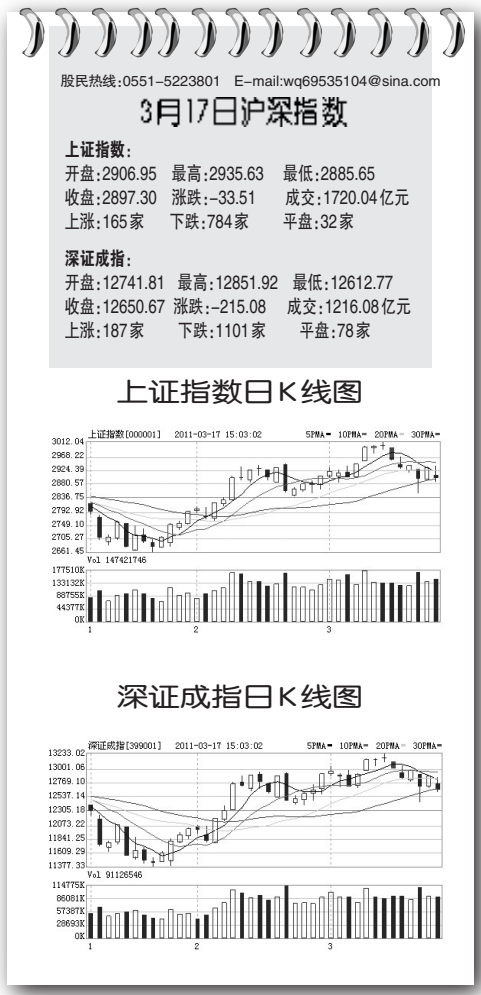 股民热线:0551-5223801 E-mail:wq69535104@sina.com
3月17日沪深指数
上证指数:
开盘:2906.95 最高:2935.63 最低:2885.65
收盘:2897.30 涨跌:-33.51 成交:1720.04亿元
上涨:165家 下跌:784家 平盘:32家
深证成指:
开盘:12741.81 最高:12851.92 最低:12612.77
收盘:12650.67 涨跌:-215.08 成交:1216.08亿元
上涨:187家 下跌:1101家 平盘:78家
上证指数日K线图
上证指数[000001] 2011-03-17 15:03:02 5PMA 10PMA 20PMA 30PMA
3012.04
2968.22
2924.39
2880.57
2836.75
2792.92
2749.10
2705.27
2661.45
Vol 147421746
177510K
133132K
88755K
44377K
0K
1 2 3
深证成指日K线图
深证成指[399001] 2011-03-17 15:03:02 5PMA 10PMA 20PMA 30PMA
13233.02
13001.06
12769.10
12537.14
12305.18
12073.22
11841.25
11609.29
11377.33
Vol 91126546
114775K
86081K
57387K
28693K
0K
1 2 3